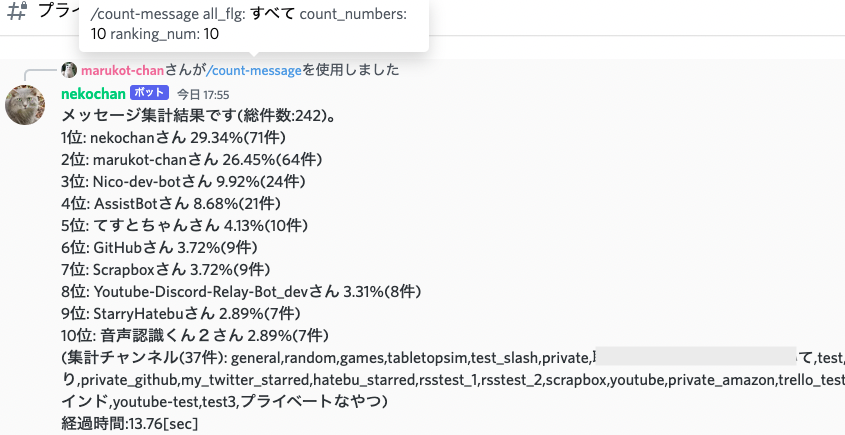 プライ
/count-message all_flg: すべて count_numbers:
10 ranking_num: 10
marukot-chanさんが/count-messageを使用しました
nekochan ボット 今日 17:55
メッセージ集計結果です(総件数:242)。
1位: nekochanさん 29.34%(71件)
2位: marukot-chanさん 26.45%(64件)
3位: Nico-dev-botさん 9.92%(24件)
4位: AssistBotさん 8.68%(21件)
5位: てすとちゃんさん 4.13%(10件)
6位: GitHubさん 3.72%(9件)
7位: Scrapboxさん 3.72%(9件)
8位: Youtube-Discord-Relay-Bot_devさん 3.31%(8件)
9位: StarryHatebuさん 2.89%(7件)
10位: 音声認識くん２さん 2.89%(7件)
(集計チャンネル(37件): general,random,games,tabletopsim,test_slash,private, て,test,
り,private_github,my_twitter_starred,hatebu_starred,rsstest_1,rsstest_2,scrapbox,youtube,private_amazon,trello_test
インド,youtube-test,test3,プライベートなやつ)
経過時間:13.76[sec]